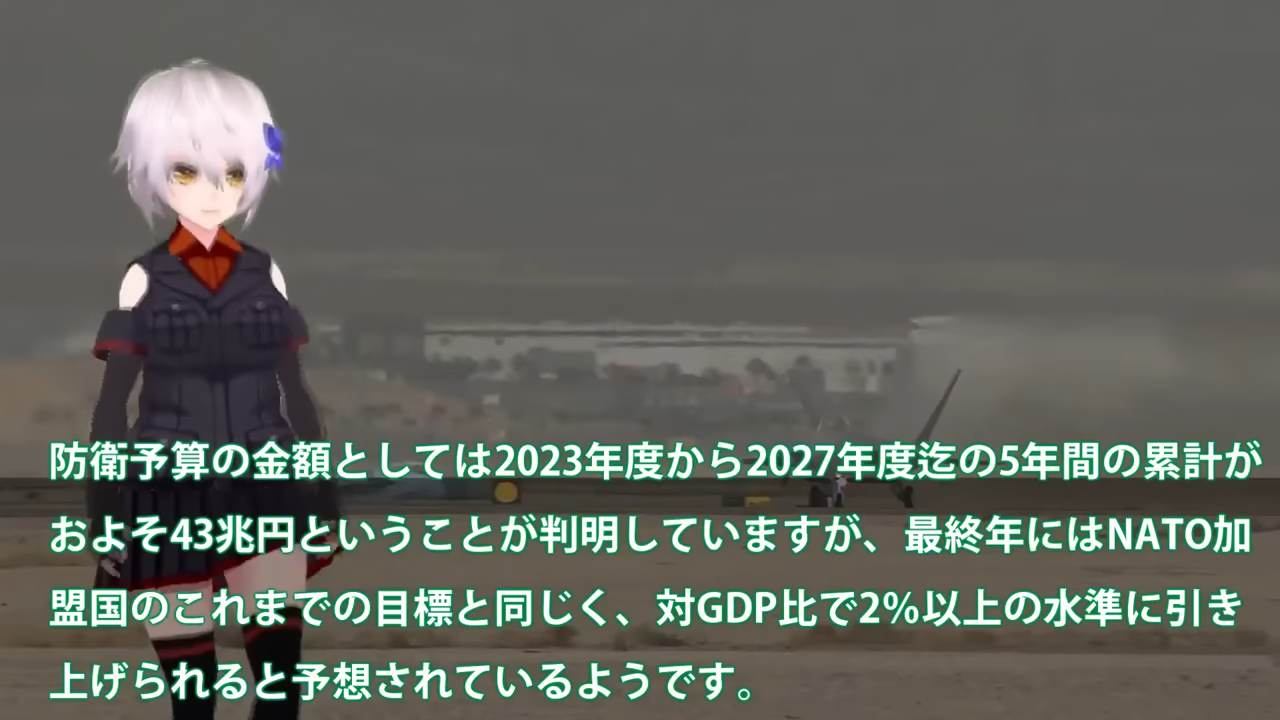 防衛予算の金額としては2023年度から2027年度迄の5年間の累計が
およそ43兆円ということが判明していますが、最終年にはNATO加
盟国のこれまでの目標と同じく、対GDP比で2%以上の水準に引き
上げられると予想されているようです。